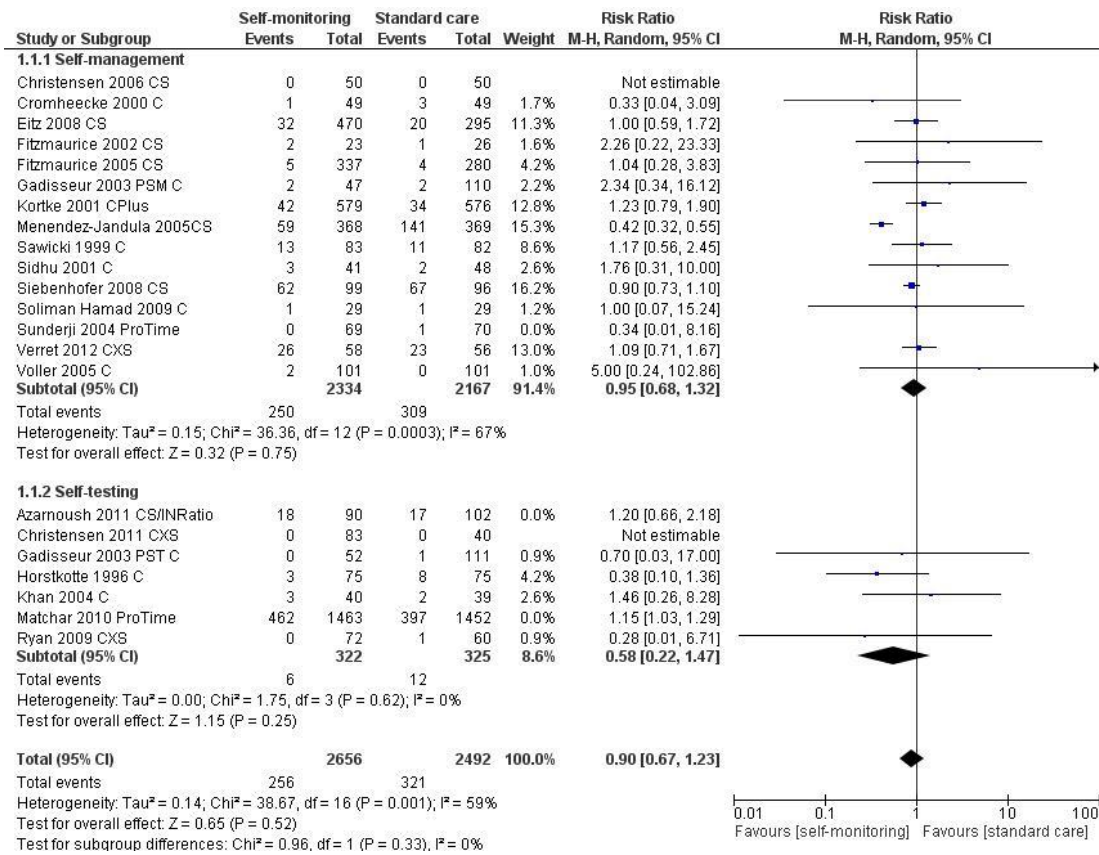 Self-monitoring Standard care Risk Ratio Risk Ratio
Study or Subgroup Events Total Events Total Weight M-H, Random, 95% CI M-H, Random, 95% CI
1.1.1 Self-management
Christensen 2006 CS 0 50 0 50 Not estimable
Cromheecke 2000 C 1 49 3 49 1.7% 0.33 [0.04, 3.09]
Eitz 2008 CS 32 470 20 295 11.3% 1.00 [0.59, 1.72]
Fitzmaurice 2002 CS 2 23 1 26 1.6% 2.26 [0.22, 23.33]
Fitzmaurice 2005 CS 5 337 4 280 4.2% 1.04 [0.28, 3.83]
Gadisseur 2003 PSM C 2 47 2 110 2.2% 2.34 [0.34, 16.12]
Kortke 2001 CPlus 42 579 34 576 12.8% 1.23 [0.79, 1.90]
Menendez-Jandula 2005CS 59 368 141 369 15.3% 0.42 [0.32, 0.55]
Sawicki 1999 C 13 83 11 82 8.6% 1.17 [0.56, 2.45]
Sidhu 2001 C 3 41 2 48 2.6% 1.76 [0.31, 10.00]
Siebenhofer 2008 CS 62 99 67 96 16.2% 0.90 [0.73, 1.10]
Soliman Hamad 2009 C 1 29 1 29 1.2% 1.00 [0.07, 15.24]
Sunderji 2004 ProTime 0 69 1 70 0.0% 0.34 [0.01, 8.16]
Verret 2012 CXS 26 58 23 56 13.0% 1.09 [0.71, 1.67]
Voller 2005 C 2 101 0 101 1.0% 5.00 [0.24, 102.86]
Subtotal (95% CI) 2334 2167 91.4% 0.95 [0.68, 1.32]
Total events 250 309
Heterogeneity: Tau² = 0.15; Chi² = 36.36, df = 12 (P = 0.0003); I² = 67%
Test for overall effect: Z = 0.32 (P = 0.75)
1.1.2 Self-testing
Azarnoush 2011 CS/INRatio 18 90 17 102 0.0% 1.20 [0.66, 2.18]
Christensen 2011 CXS 0 83 0 40 Not estimable
Gadisseur 2003 PST C 0 52 1 111 0.9% 0.70 [0.03, 17.00]
Horstkotte 1996 C 3 75 8 75 4.2% 0.38 [0.10, 1.36]
Khan 2004 C 3 40 2 39 2.6% 1.46 [0.26, 8.28]
Matchar 2010 ProTime 462 1463 397 1452 0.0% 1.15 [1.03, 1.29]
Ryan 2009 CXS 0 72 1 60 0.9% 0.28 [0.01, 6.71]
Subtotal (95% CI) 322 325 8.6% 0.58 [0.22, 1.47]
Total events 6 12
Heterogeneity: Tau² = 0.00; Chi² = 1.75, df = 3 (P = 0.62); I² = 0%
Test for overall effect: Z = 1.15 (P = 0.25)
Total (95% CI) 2656 2492 100.0% 0.90 [0.67, 1.23]
Total events 256 321
Heterogeneity: Tau² = 0.14; Chi² = 38.67, df = 16 (P = 0.001); I² = 59%
Test for overall effect: Z = 0.65 (P = 0.52)
Test for subgroup differences: Chi² = 0.96, df = 1 (P = 0.33), I² = 0%
0.01 0.1 1 10 100
Favours [self-monitoring] Favours [standard care]